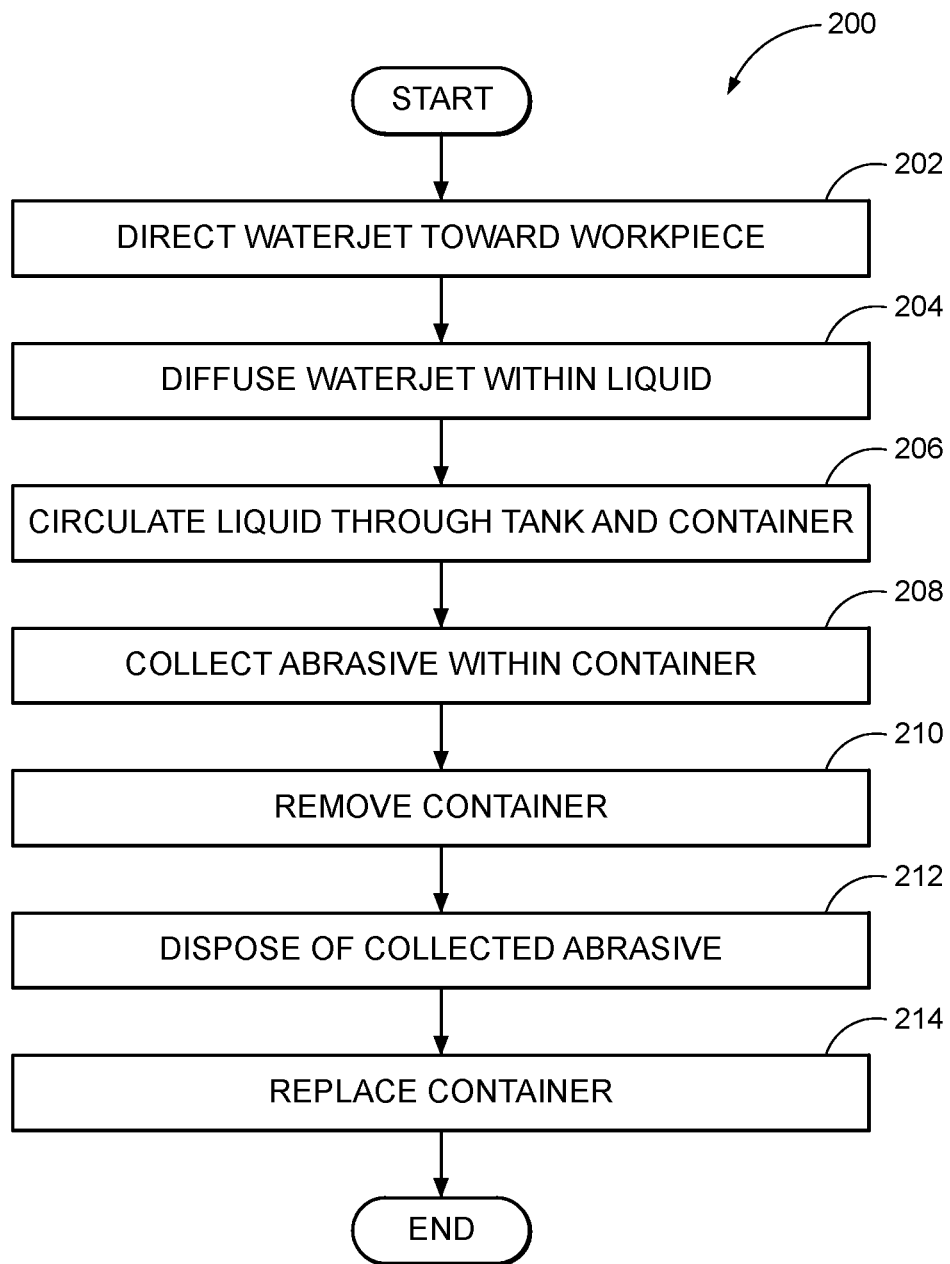 200
START
202
DIRECT WATERJET TOWARD WORKPIECE
204
DIFFUSE WATERJET WITHIN LIQUID
206
CIRCULATE LIQUID THROUGH TANK AND CONTAINER
208
COLLECT ABRASIVE WITHIN CONTAINER
210
REMOVE CONTAINER
212
DISPOSE OF COLLECTED ABRASIVE
214
REPLACE CONTAINER
END